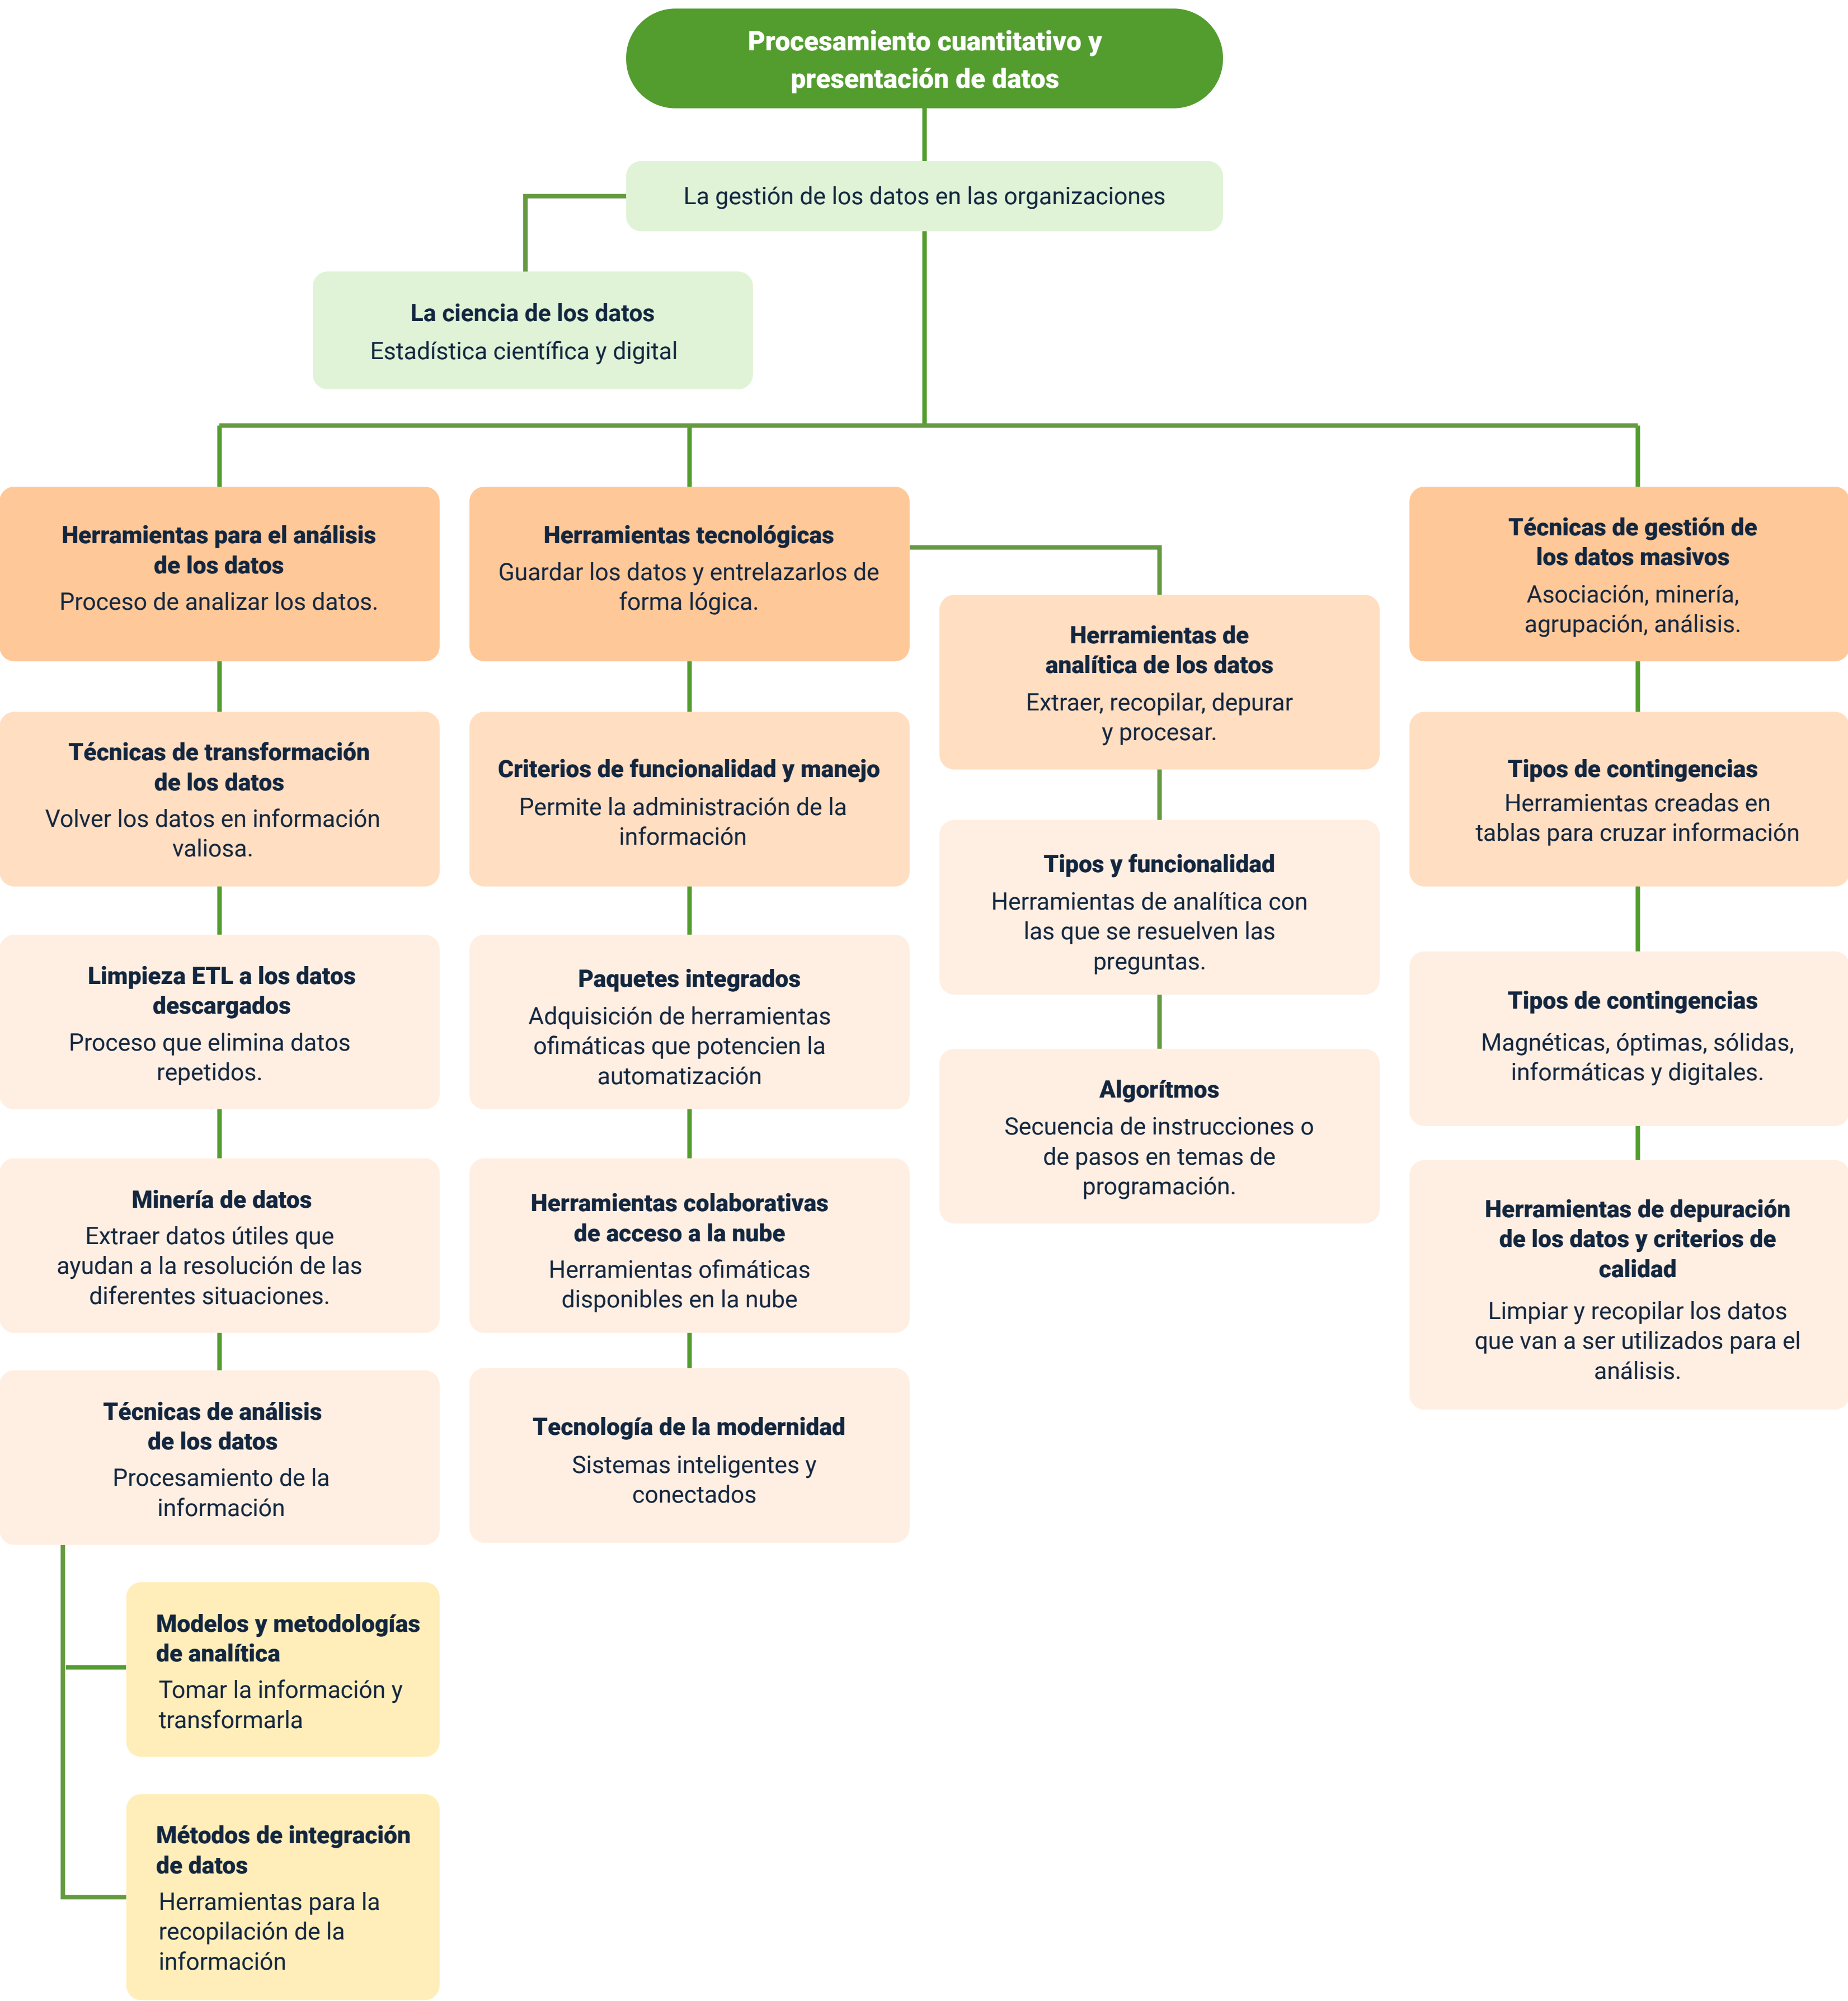 Procesamiento cuantitativo y
presentación de datos
La gestión de los datos en las organizaciones
La ciencia de los datos
Estadística científica y digital
Herramientas para el análisis
de los datos
Proceso de analizar los datos.
Técnicas de transformación
de los datos
Volver los datos en información
valiosa.
Limpieza ETL a los datos
descargados
Proceso que elimina datos
repetidos.
Minería de datos
Extraer datos útiles que
ayudan a la resolución de las
diferentes situaciones.
Técnicas de análisis
de los datos
Procesamiento de la
información
Modelos y metodologías
de analítica
Tomar la información y
transformarla
Métodos de integración
de datos
Herramientas para la
recopilación de la
información
Herramientas tecnológicas
Guardar los datos y entrelazarlos de
forma lógica.
Criterios de funcionalidad y manejo
Permite la administración de la
información
Paquetes integrados
Adquisición de herramientas
ofimáticas que potencien la
automatización
Herramientas colaborativas
de acceso a la nube
Herramientas ofimáticas
disponibles en la nube
Tecnología de la modernidad
Sistemas inteligentes y
conectados
Herramientas de
analítica de los datos
Extraer, recopilar, depurar
y procesar.
Tipos y funcionalidad
Herramientas de analítica con
las que se resuelven las
preguntas.
Algorítmos
Secuencia de instrucciones o
de pasos en temas de
programación.
Técnicas de gestión de
los datos masivos
Asociación, minería,
agrupación, análisis.
Tipos de contingencias
Herramientas creadas en
tablas para cruzar información
Tipos de contingencias
Magnéticas, óptimas, sólidas,
informáticas y digitales.
Herramientas de depuración
de los datos y criterios de
calidad
Limpiar y recopilar los datos
que van a ser utilizados para el
análisis.